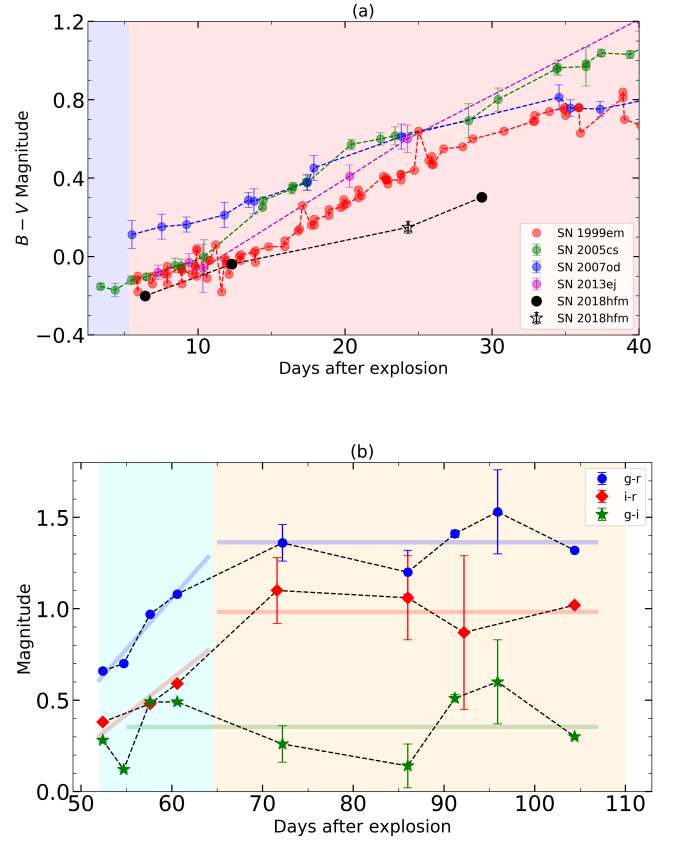 (a)
1.2
0.8
0.4
0.0
−0.4
B − V Magnitude
SN 1999em
SN 2005cs
SN 2007od
SN 2013ej
SN 2018hfm
SN 2018hfm
10
20
30
40
Days after explosion
(b)
1.5
1.0
0.5
0.0
Magnitude
g-r
i-r
g-i
50
60
70
80
90
100
110
Days after explosion